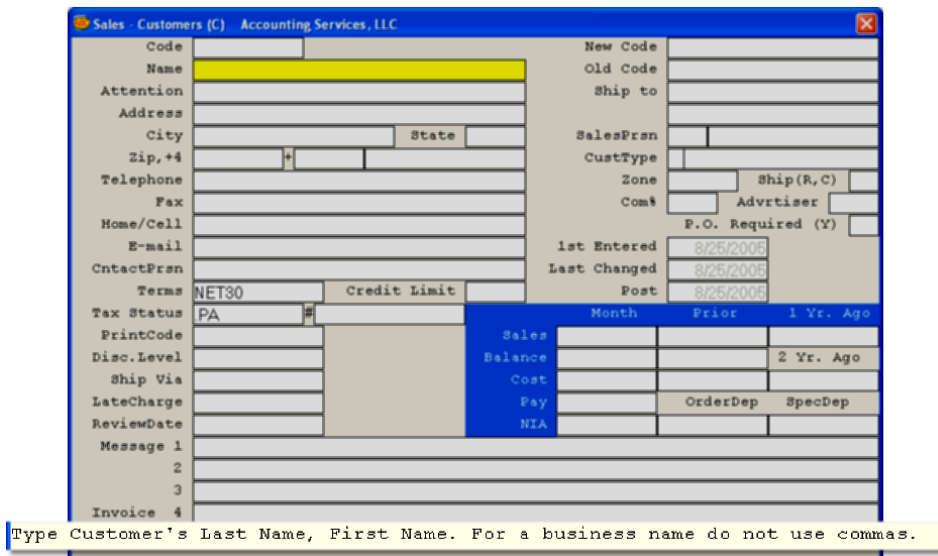 Sales - Customers (C) Accounting Services, LLC
Code New Code
Name Old Code
Attention Ship to
Address
City State SalesPrsn
Zip,+4 + CustType
Telephone Zone Ship(R,C)
Fax Com% Advrtiser
Home/Cell P.O. Required (Y)
E-mail 1st Entered 8/25/2005
CntactPrsn Last Changed 8/25/2005
Terms NET30 Credit Limit Post 8/25/2005
Tax Status .PA # Month Prior 1 Yr. Ago
PrintCode Sales
Disc.Level Balance 2 Yr. Ago
Ship Via Cost
LateCharge Pay OrderDep SpecDep
ReviewDate NIA
Message 1
2
3
Invoice 4
Type Customer's Last Name, First Name. For a business name do not use commas.